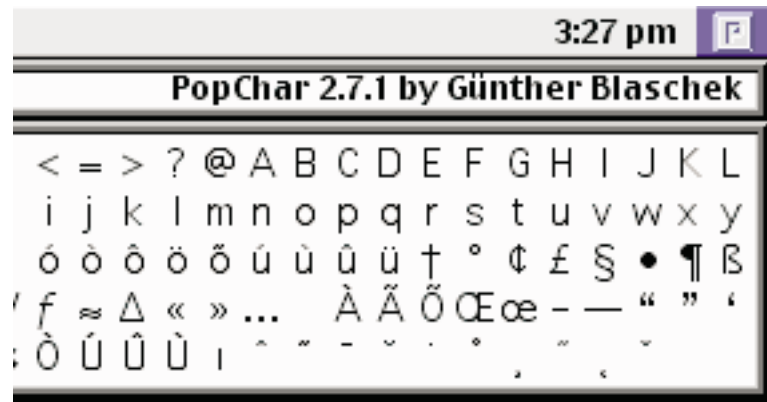 3:27 pm
PopChar 2.7.1 by Günther Blaschek
< = > ? @ A B C D E F G H I J K L
i j k l m n o p q r s t u v w x y
ó ò ô ö õ ú ù û ü † ° ¢ £ § • ¶ ß
ƒ ≈ ∆ « » … À Ã Õ Œ œ – — “ ” ‘
Ò Ú Û Ù ı ˆ ˜ ¯ ˘ ˙ ˚ ¸ ˝ ˛ ˇ